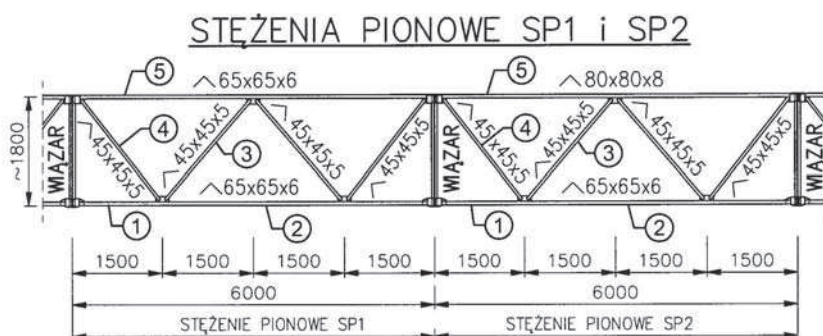 STĘŻENIA PIONOWE SP1 i SP2
5 65x65x6 5 80x80x8
~1800 WIĄZAR 45x45x5 4 45x45x5 3 45x45x5 45x45x5 WIĄZAR 45x45x5 4 45x45x5 3 45x45x5 45x45x5 WIĄZAR
65x65x6 65x65x6
1 2 1 2
1500 1500 1500 1500 1500 1500 1500 1500
6000 6000
STĘŻENIE PIONOWE SP1 STĘŻENIE PIONOWE SP2